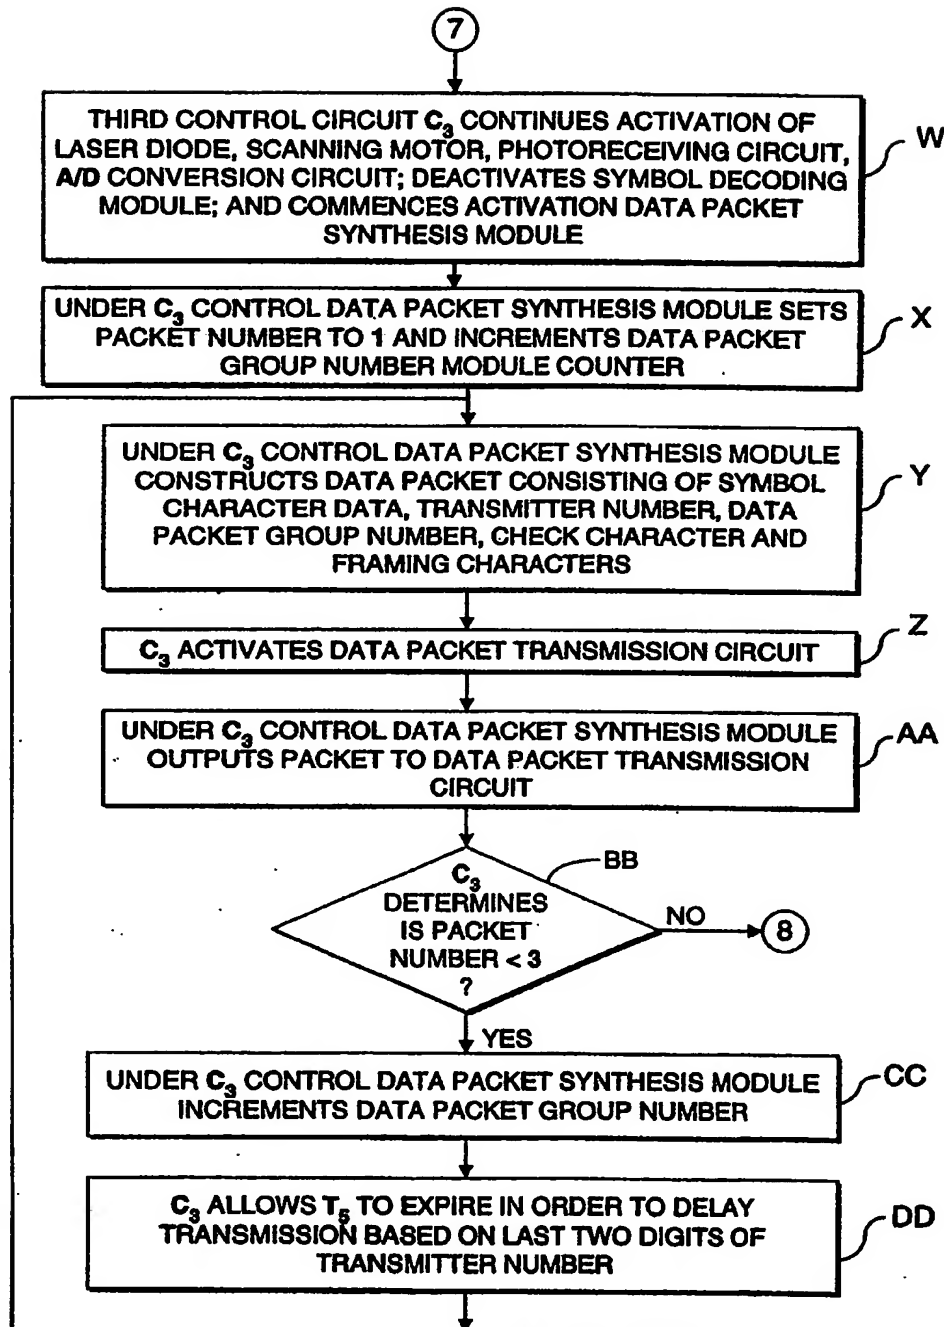 7
THIRD CONTROL CIRCUIT C₃ CONTINUES ACTIVATION OF
LASER DIODE, SCANNING MOTOR, PHOTORECEIVING CIRCUIT,
A/D CONVERSION CIRCUIT; DEACTIVATES SYMBOL DECODING
MODULE; AND COMMENCES ACTIVATION DATA PACKET
SYNTHESIS MODULE
W
UNDER C₃ CONTROL DATA PACKET SYNTHESIS MODULE SETS
PACKET NUMBER TO 1 AND INCREMENTS DATA PACKET
GROUP NUMBER MODULE COUNTER
X
UNDER C₃ CONTROL DATA PACKET SYNTHESIS MODULE
CONSTRUCTS DATA PACKET CONSISTING OF SYMBOL
CHARACTER DATA, TRANSMITTER NUMBER, DATA
PACKET GROUP NUMBER, CHECK CHARACTER AND
FRAMING CHARACTERS
Y
C₃ ACTIVATES DATA PACKET TRANSMISSION CIRCUIT
Z
UNDER C₃ CONTROL DATA PACKET SYNTHESIS MODULE
OUTPUTS PACKET TO DATA PACKET TRANSMISSION
CIRCUIT
AA
C₃
DETERMINES
IS PACKET
NUMBER < 3
?
BB
NO
8
YES
UNDER C₃ CONTROL DATA PACKET SYNTHESIS MODULE
INCREMENTS DATA PACKET GROUP NUMBER
CC
C₃ ALLOWS T₅ TO EXPIRE IN ORDER TO DELAY
TRANSMISSION BASED ON LAST TWO DIGITS OF
TRANSMITTER NUMBER
DD